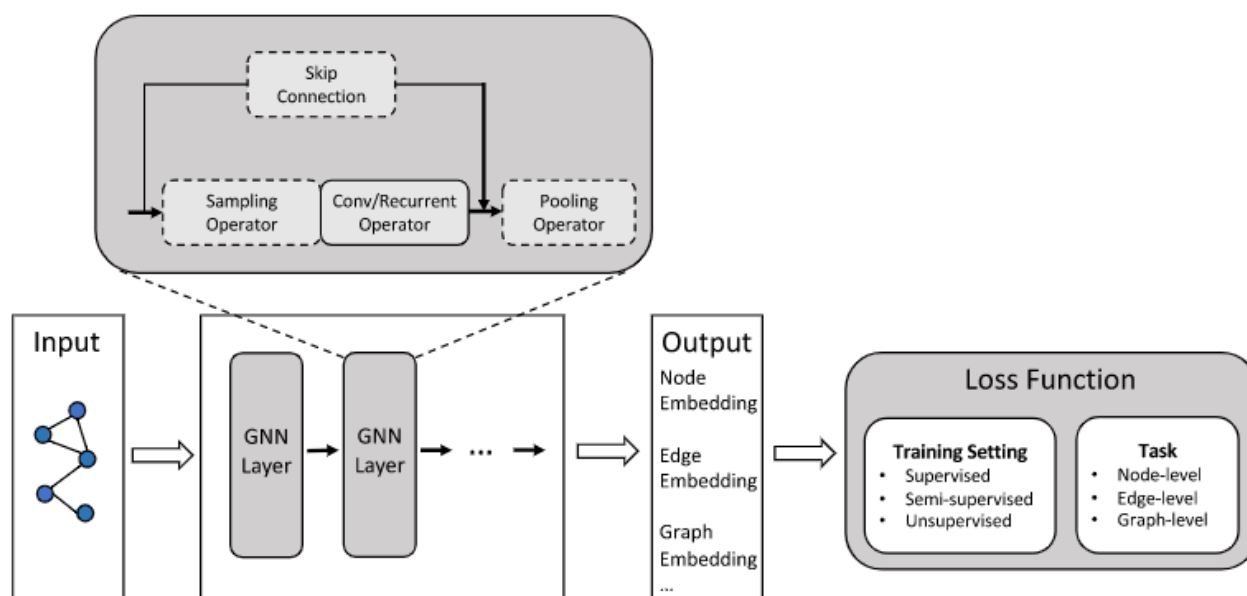 Skip
Connection
Sampling
Operator
Conv/Recurrent
Operator
Pooling
Operator
Input
GNN
Layer
GNN
Layer
...
Output
Node
Embedding
Edge
Embedding
Graph
Embedding
...
Loss Function
Training Setting
• Supervised
• Semi-supervised
• Unsupervised
Task
• Node-level
• Edge-level
• Graph-level